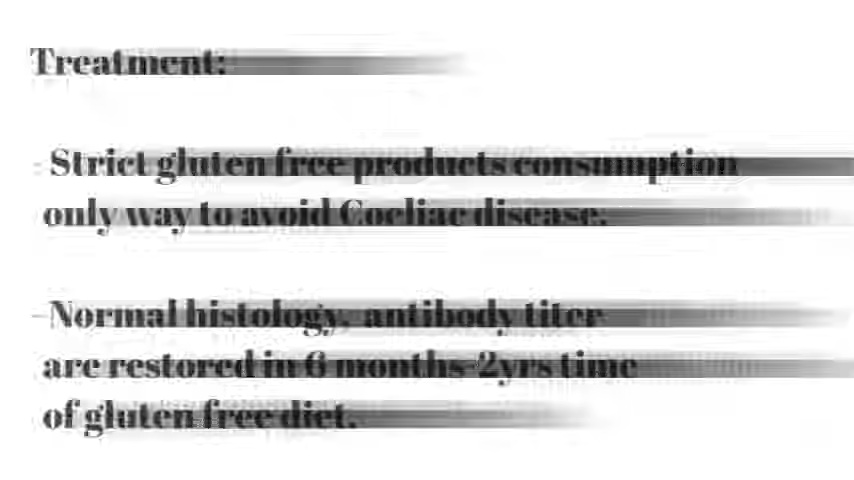 Treatment:
- Strict gluten free products consumption
only way to avoid Coeliac disease.
-Normal histology, antibody titer
are restored in 6 months-2yrs time
of gluten free diet.